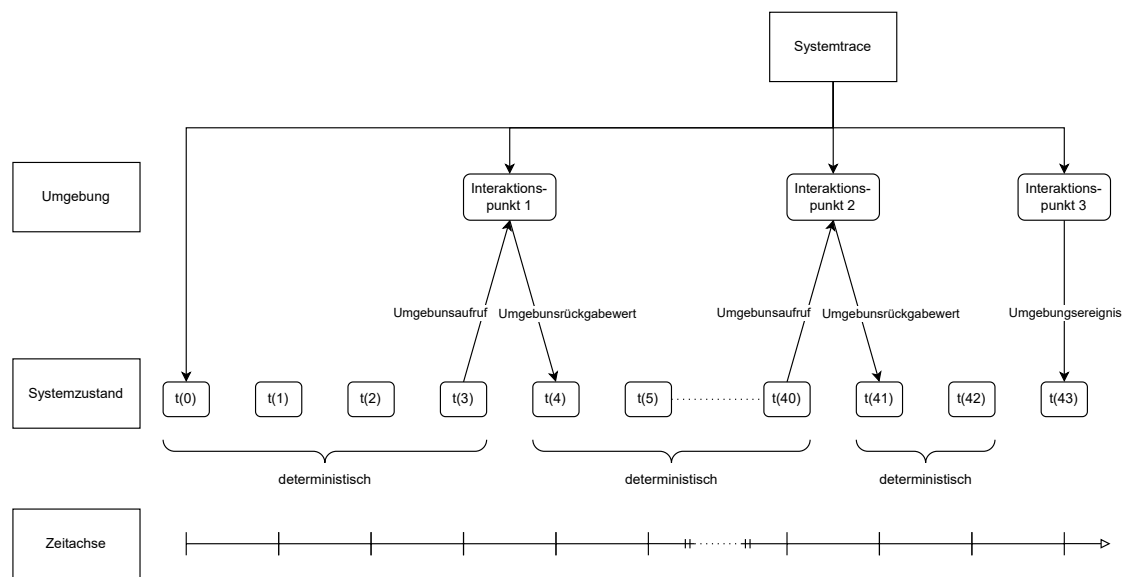 Systemtrace
Umgebung
Interaktions-
punkt 1
Interaktions-
punkt 2
Interaktions-
punkt 3
Umgebunsaufruf
Umgebunsrückgabewert
Umgebunsaufruf
Umgebunsrückgabewert
Umgebungsereignis
Systemzustand
t(0)
t(1)
t(2)
t(3)
t(4)
t(5)
t(40)
t(41)
t(42)
t(43)
deterministisch
deterministisch
deterministisch
Zeitachse